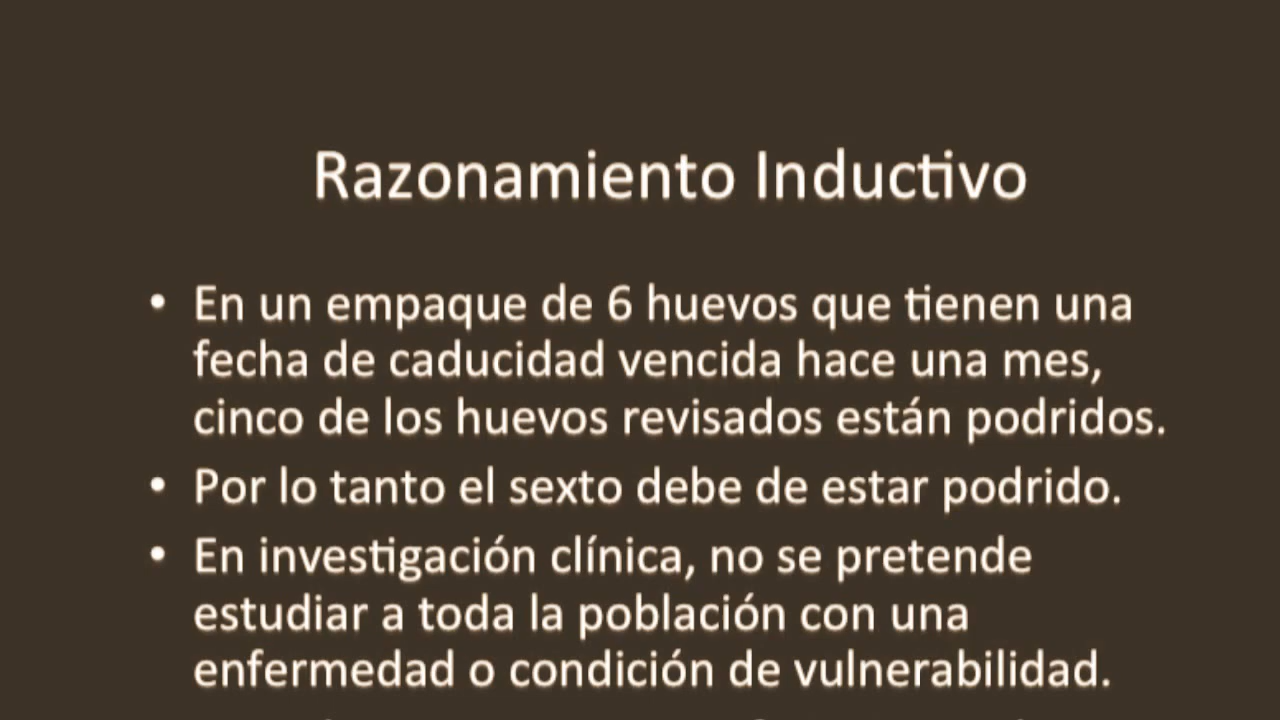 Razonamiento Inductivo
• En un empaque de 6 huevos que tienen una
fecha de caducidad vencida hace una mes,
cinco de los huevos revisados están podridos.
• Por lo tanto el sexto debe de estar podrido.
• En investigación clínica, no se pretende
estudiar a toda la población con una
enfermedad o condición de vulnerabilidad.